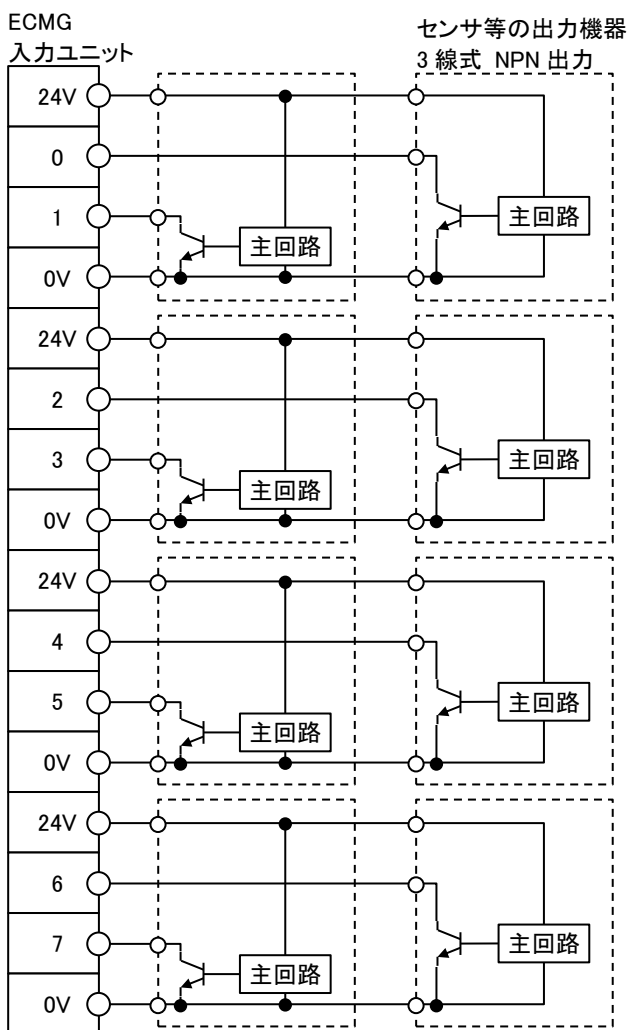 ECMG
入力ユニット
センサ等の出力機器
3 線式 NPN 出力
24V
0
主回路
1
主回路
0V
24V
2
主回路
3
主回路
0V
24V
4
主回路
5
主回路
0V
24V
6
主回路
7
主回路
0V